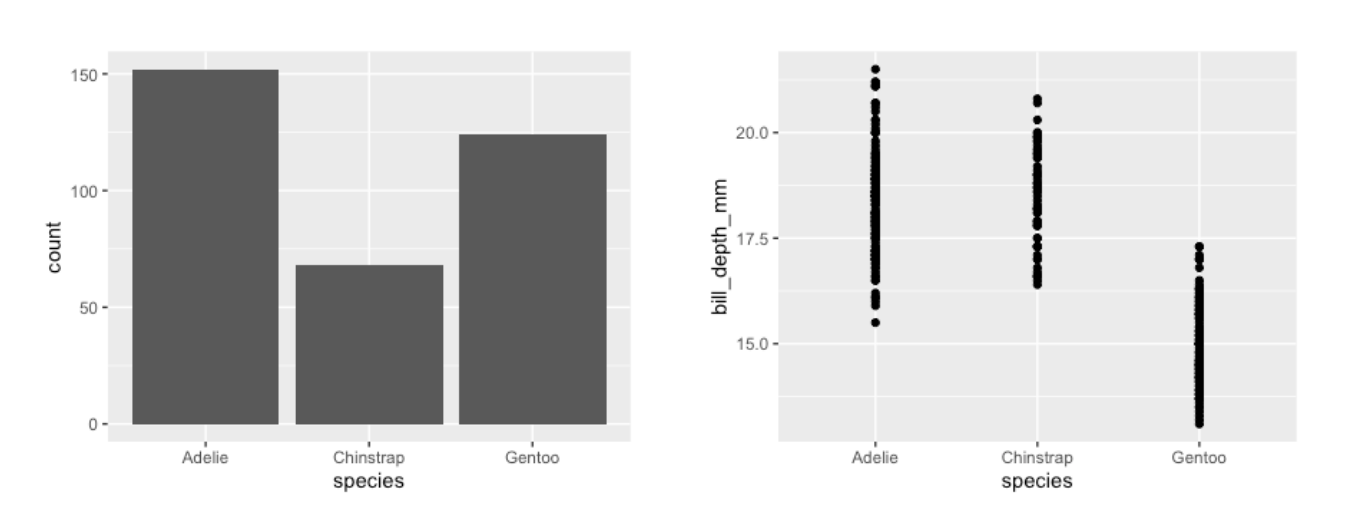 150
100
50
0
count
Adelie Chinstrap Gentoo
species
20.0
17.5
15.0
bill_depth_mm
Adelie Chinstrap Gentoo
species